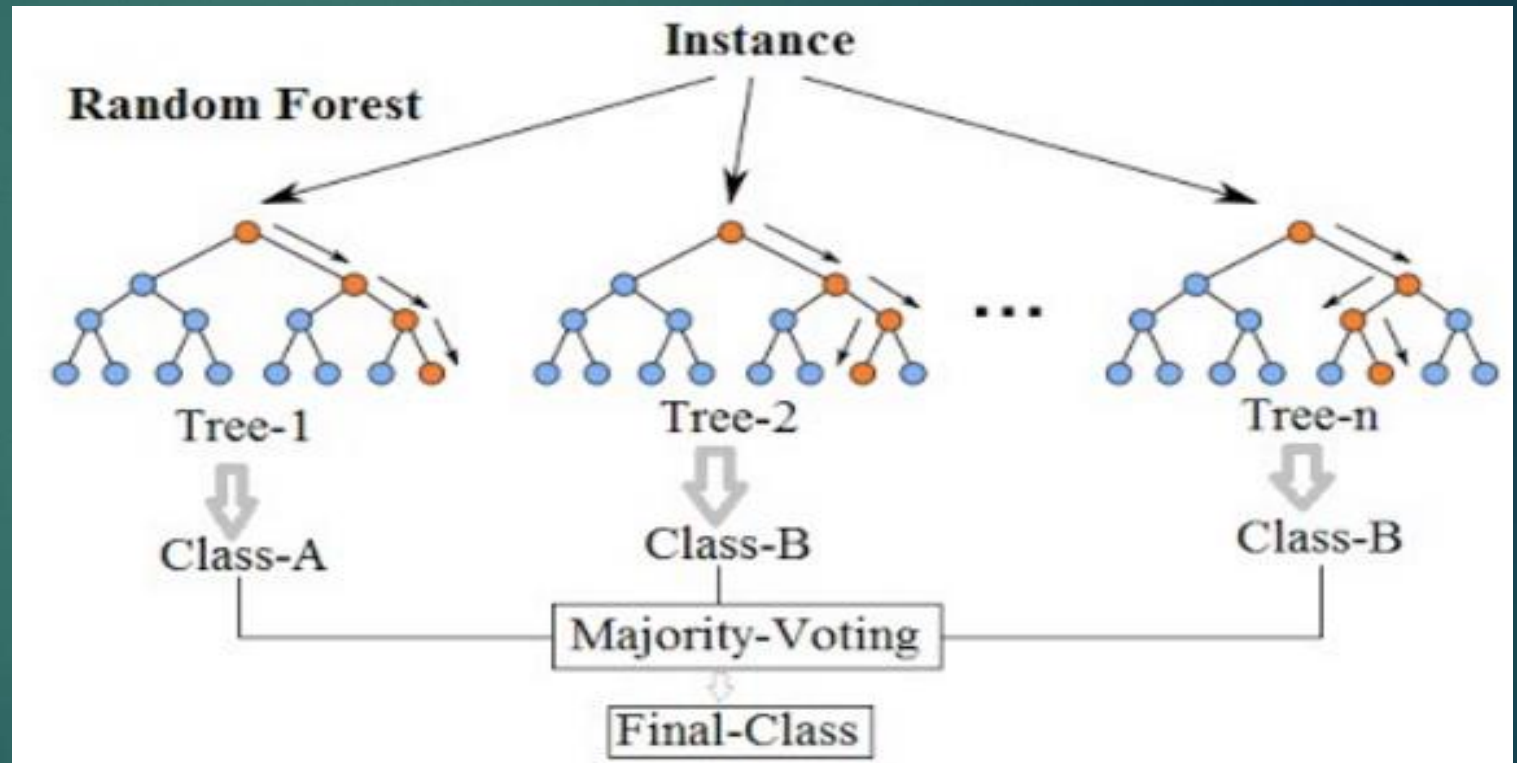 Instance
Random Forest
...
Tree-1
Tree-2
Tree-n
Class-A
Class-B
Class-B
Majority-Voting
Final-Class